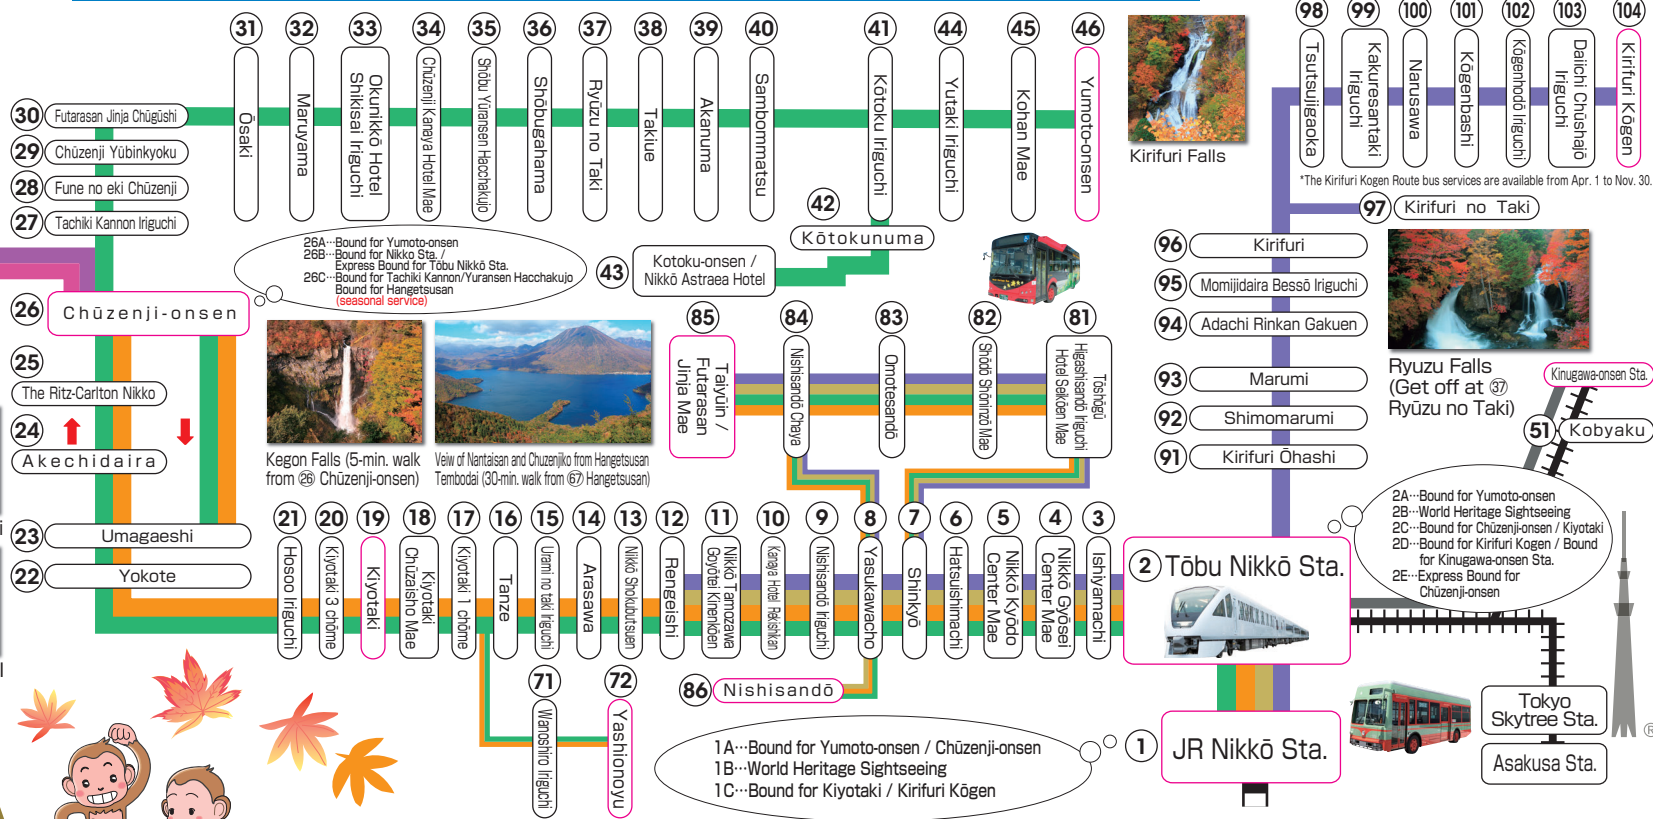 31
Ōsaki
32
Maruyama
33
Okunikkō Hotel
Shikisai Iriguchi
34
Chūzenji Kanaya Hotel Mae
35
Shōbu Yūransen Hacchakujo
36
Shōbugahama
37
Ryūzu no Taki
38
Takiue
39
Akanuma
40
Sambommatsu
41
Kōtoku Iriguchi
44
Yutaki Iriguchi
45
Kohan Mae
46
Yumoto-onsen
Kirifuri Falls
98
Tsutsujigaoka
99
Kakuresantaki
Iriguchi
100
Narusawa
101
Kōgenbashi
102
Kōgenhodō Iriguchi
103
Daiichi Chūshajō
Iriguchi
104
Kirifuri Kōgen
*The Kirifuri Kogen Route bus services are available from Apr. 1 to Nov. 30.
30 Futarasan Jinja Chūgūshi
29 Chūzenji Yūbinkyoku
28 Fune no eki Chūzenji
27 Tachiki Kannon Iriguchi
26A…Bound for Yumoto-onsen
26B…Bound for Nikko Sta. /
Express Bound for Tōbu Nikkō Sta.
26C…Bound for Tachiki Kannon/Yuransen Hacchakujo
Bound for Hangetsusan
(seasonal service)
42
Kōtokunuma
43 Kotoku-onsen /
Nikkō Astraea Hotel
97 Kirifuri no Taki
96 Kirifuri
95 Momijidaira Bessō Iriguchi
94 Adachi Rinkan Gakuen
93 Marumi
92 Shimomarumi
91 Kirifuri Ōhashi
Ryuzu Falls
(Get off at ㊲
Ryūzu no Taki)
Kinugawa-onsen Sta.
51 Kobyaku
26 Chūzenji-onsen
25
The Ritz-Carlton Nikko
24
Akechidaira
23 Umagaeshi
22 Yokote
Kegon Falls (5-min. walk
from ㉖ Chūzenji-onsen)
Veiw of Nantaisan and Chuzenjiko from Hangetsusan
Tembodai (30-min. walk from 67 Hangetsusan)
85
Taiyūin /
Futarasan
Jinja Mae
84
Nishisandō Chaya
83
Omotesandō
82
Shōdō Shōninzō Mae
81
Tōshōgū
Higashisandō Iriguchi
Hotel Seikōen Mae
2A…Bound for Yumoto-onsen
2B…World Heritage Sightseeing
2C…Bound for Chūzenji-onsen / Kiyotaki
2D…Bound for Kirifuri Kogen / Bound
for Kinugawa-onsen Sta.
2E…Express Bound for
Chūzenji-onsen
21
Hosoo Iriguchi
20
Kiyotaki 3 chōme
19
Kiyotaki
18
Kiyotaki
Chūzaisho Mae
17
Kiyotaki 1 chōme
16
Tanze
15
Urami no taki Iriguchi
14
Arasawa
13
Nikkō Shokubutsuen
12
Rengeishi
11
Nikkō Tamozawa
Goyōtei Kinenkōen
10
Kanaya Hotel Rekishikan
9
Nishisandō Iriguchi
8
Yasukawacho
7
Shinkyō
6
Hatsuishimachi
5
Nikkō Kyōdo
Center Mae
4
Nikkō Gyōsei
Center Mae
3
Ishiyamachi
2 Tōbu Nikkō Sta.
71
Wanoshiro Iriguchi
72
Yashionoyu
86 Nishisandō
1A…Bound for Yumoto-onsen / Chūzenji-onsen
1B…World Heritage Sightseeing
1C…Bound for Kiyotaki / Kirifuri Kōgen
1 JR Nikkō Sta.
Tokyo
Skytree Sta.
Asakusa Sta.
®